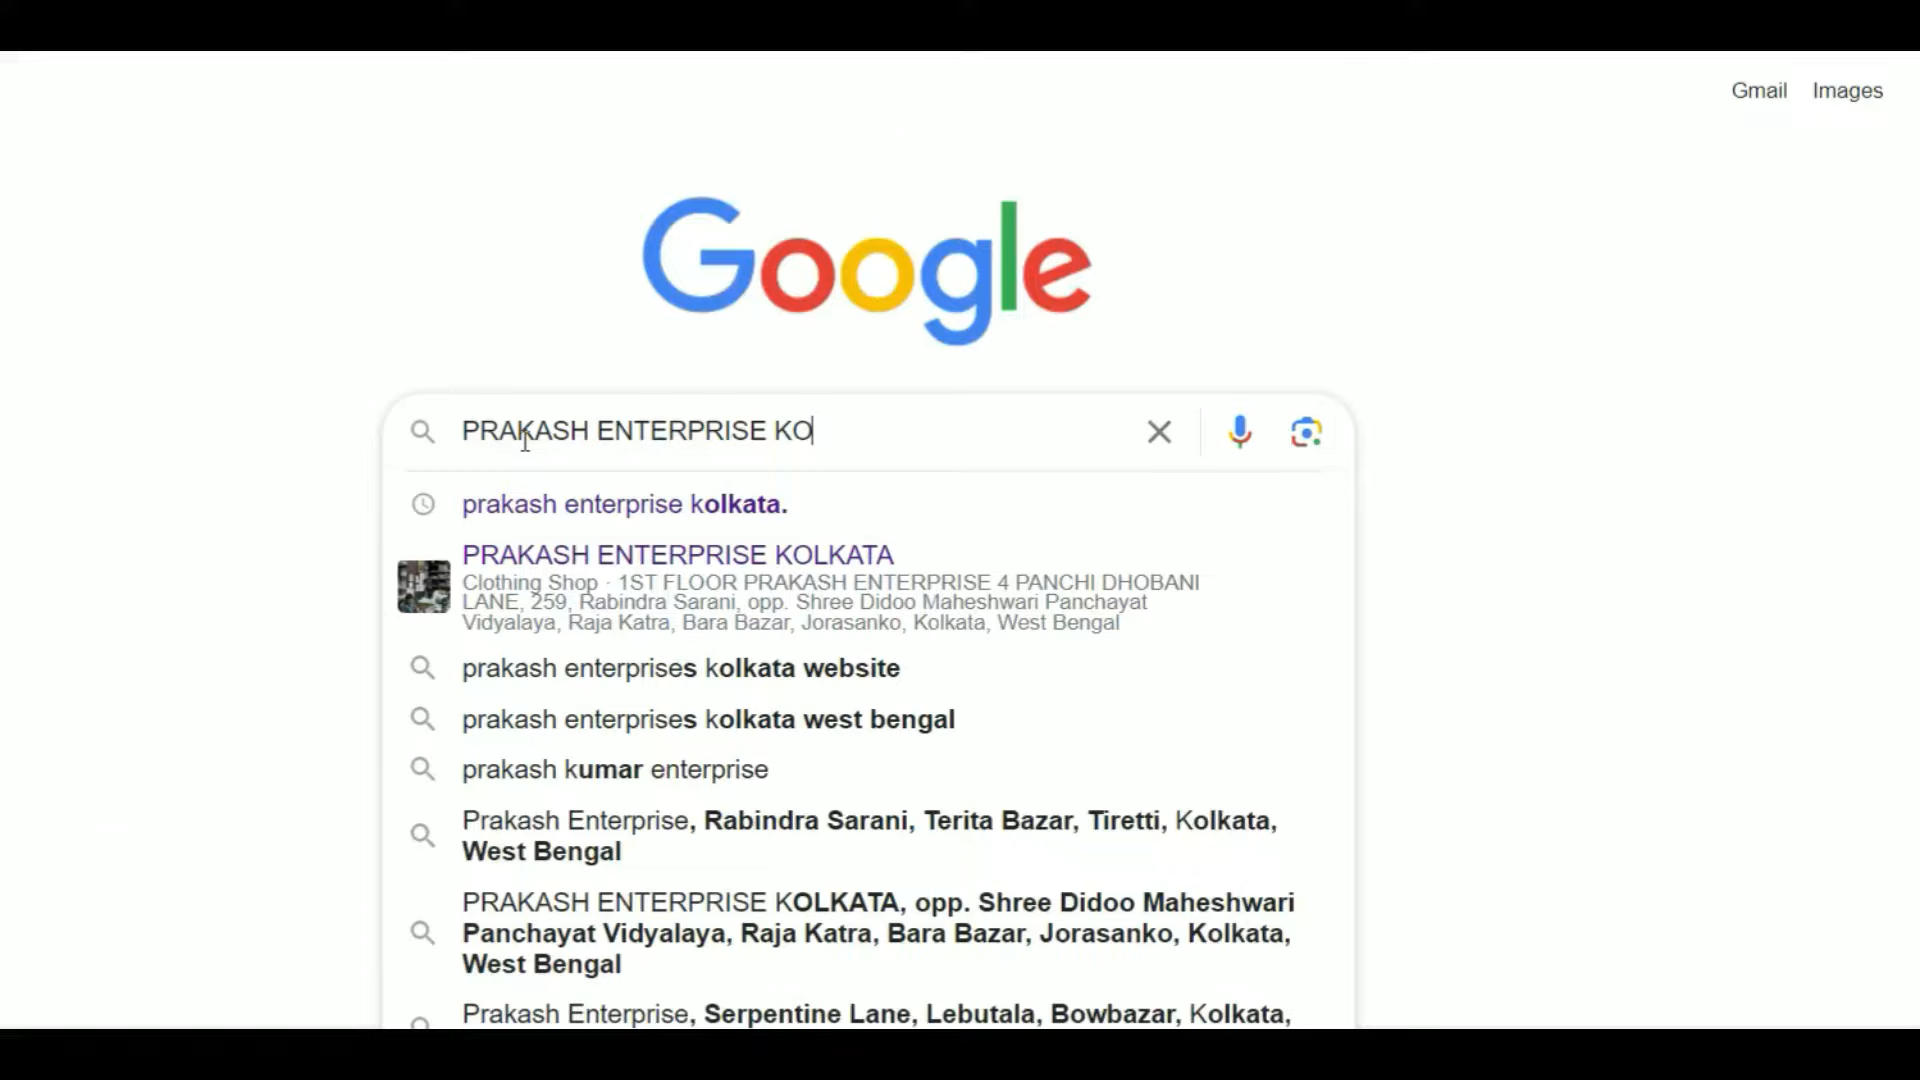 Gmail Images
Google
PRAKASH ENTERPRISE KO
prakash enterprise kolkata.
PRAKASH ENTERPRISE KOLKATA
Clothing Shop · 1ST FLOOR PRAKASH ENTERPRISE 4 PANCHI DHOBANI
LANE, 259, Rabindra Sarani, opp. Shree Didoo Maheshwari Panchayat
Vidyalaya, Raja Katra, Bara Bazar, Jorasanko, Kolkata, West Bengal
prakash enterprises kolkata website
prakash enterprises kolkata west bengal
prakash kumar enterprise
Prakash Enterprise, Rabindra Sarani, Terita Bazar, Tiretti, Kolkata,
West Bengal
PRAKASH ENTERPRISE KOLKATA, opp. Shree Didoo Maheshwari
Panchayat Vidyalaya, Raja Katra, Bara Bazar, Jorasanko, Kolkata,
West Bengal
Prakash Enterprise, Serpentine Lane, Lebutala, Bowbazar, Kolkata,